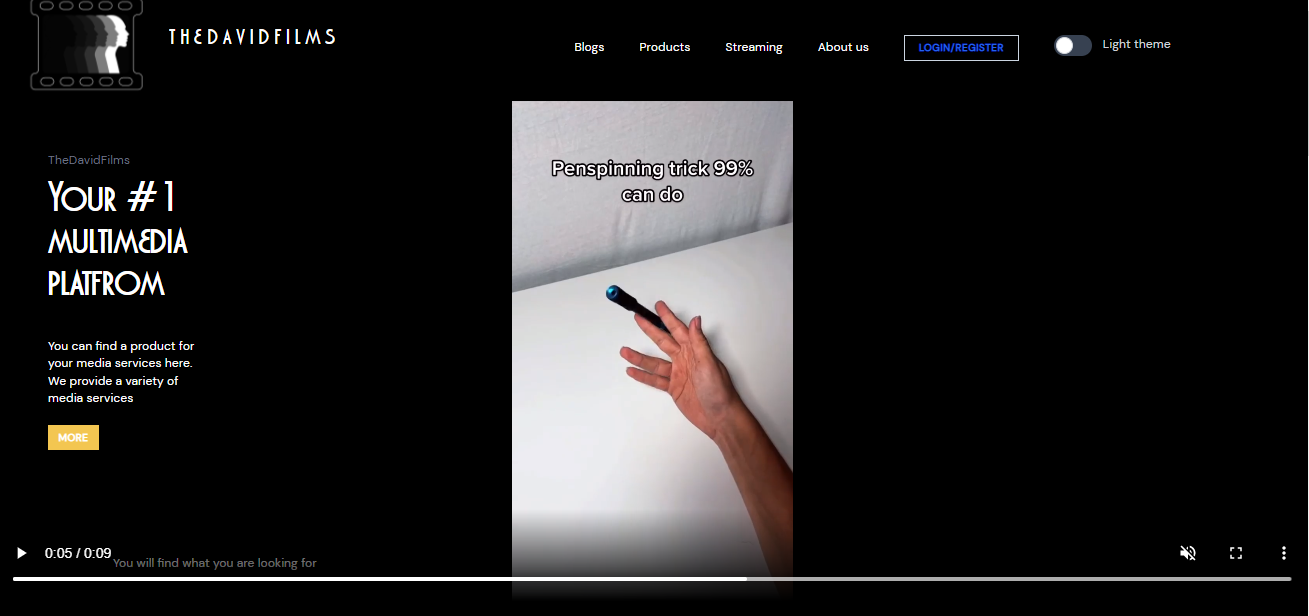 THEDAVIDFILMS
Blogs
Products
Streaming
About us
LOGIN/REGISTER
Light theme
TheDavidFilms
Your #1
multimedia
platfrom
You can find a product for
your media services here.
We provide a variety of
media services
MORE
Penspinning trick 99%
can do
0:05 / 0:09
You will find what you are looking for